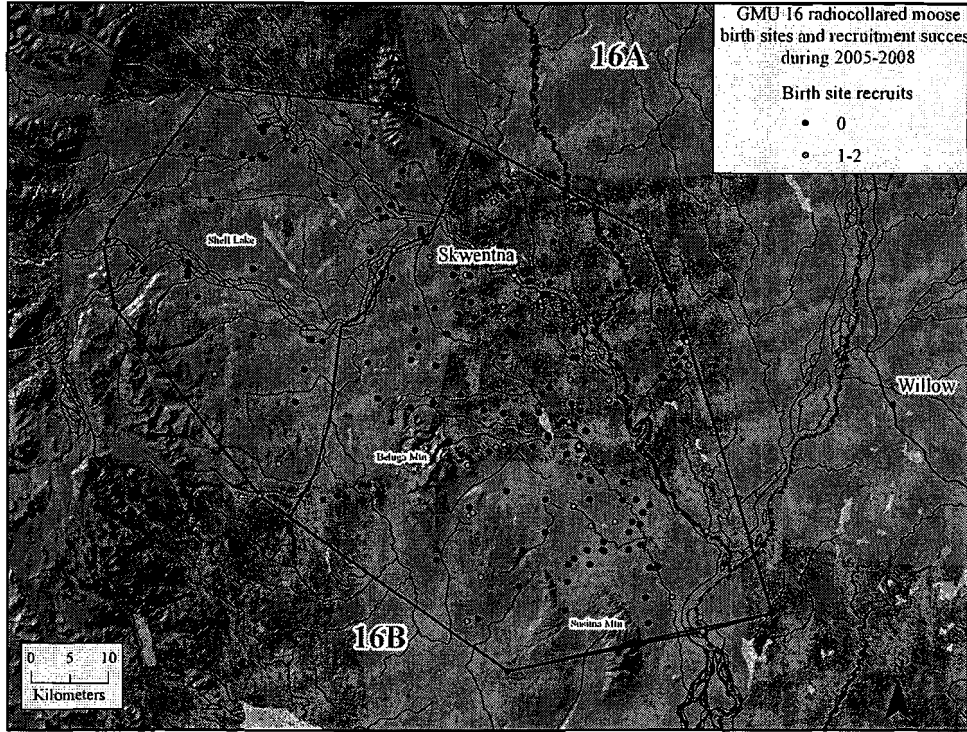 GMU 16 radiocollared moose
birth sites and recruitment succes
during 2005-2008
Birth site recruits
0
1-2
16A
Shell Lake
Skwentna
Willow
Beluga Mtn
Susitna Mtn
16B
0 5 10
Kilometers